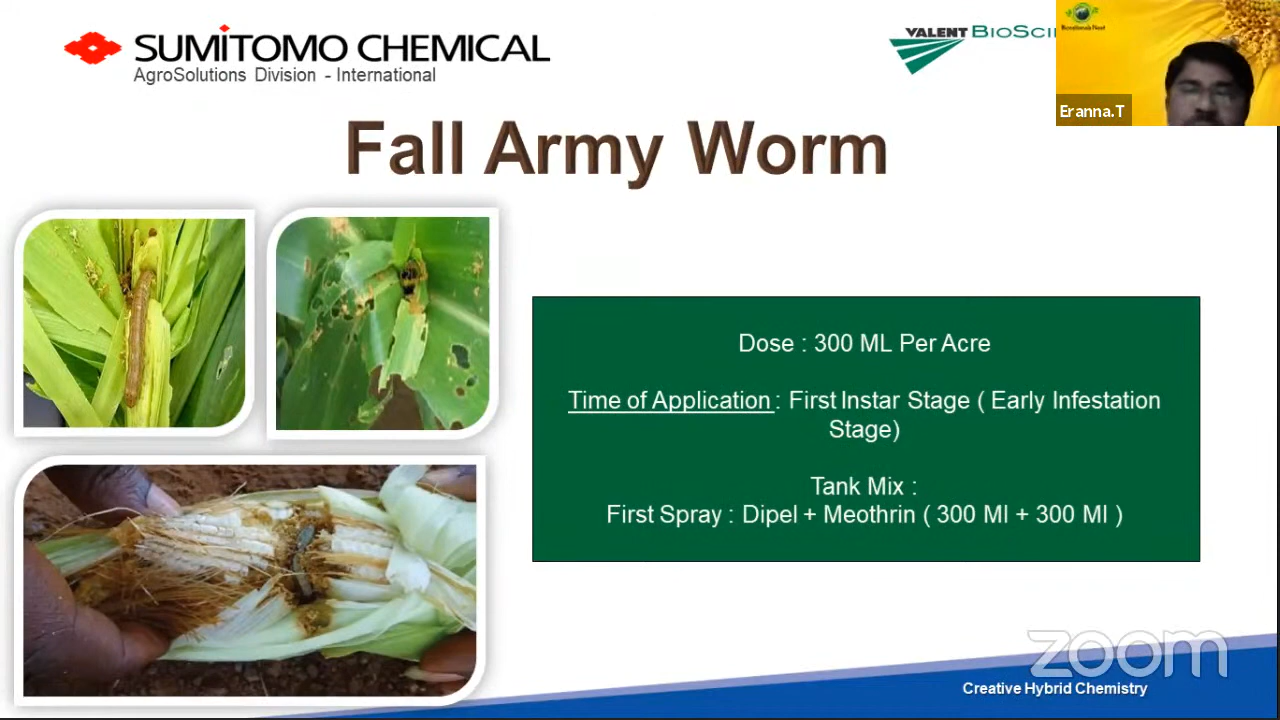 SUMITOMO CHEMICAL
AgroSolutions Division - International
VALENT
Eranna.T
Fall Army Worm
Dose : 300 ML Per Acre
Time of Application : First Instar Stage ( Early Infestation
Stage)
Tank Mix :
First Spray : Dipel + Meothrin ( 300 Ml + 300 Ml )
zoom
Creative Hybrid Chemistry